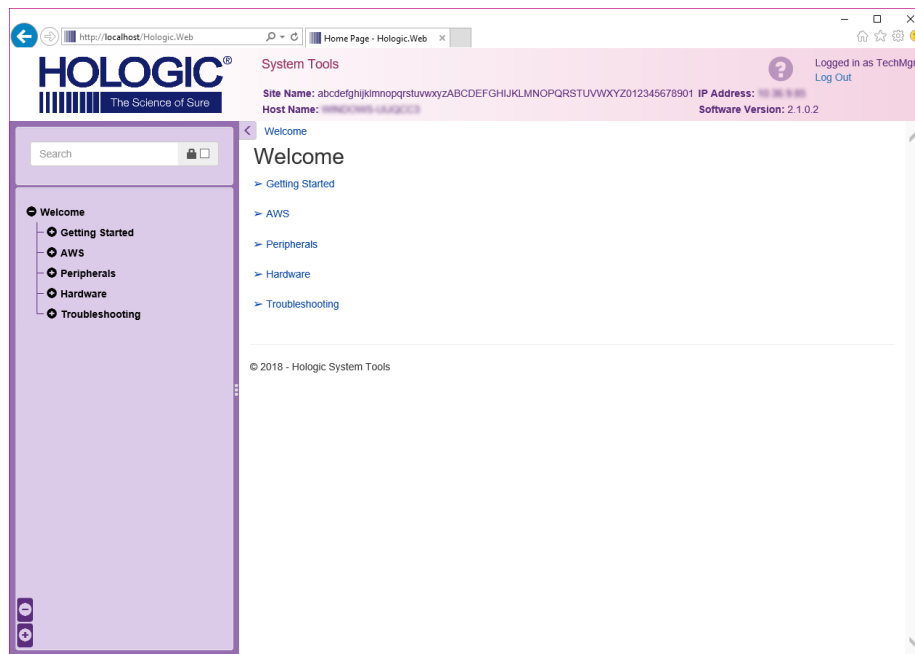 http://localhost/Hologic.Web
Home Page - Hologic.Web
HOLOGIC®
The Science of Sure
System Tools
Logged in as TechMgr
Log Out
Site Name: abcdefghijklmnopqrstuvwxyzABCDEFGHIJKLMNOPQRSTUVWXYZ012345678901 IP Address:
Host Name:
Software Version: 2.1.0.2
Search
Welcome
Getting Started
AWS
Peripherals
Hardware
Troubleshooting
Welcome
Welcome
➢ Getting Started
➢ AWS
➢ Peripherals
➢ Hardware
➢ Troubleshooting
© 2018 - Hologic System Tools